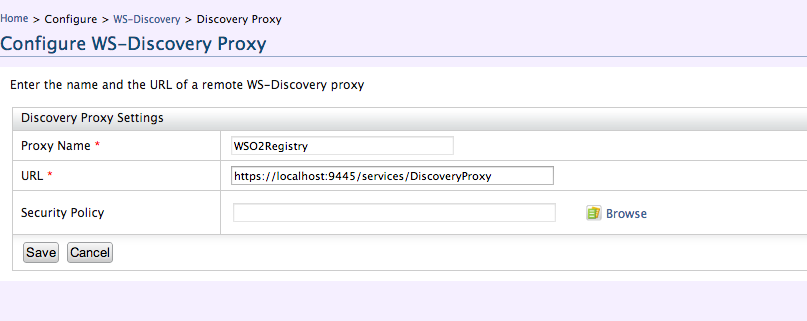 Home > Configure > WS-Discovery > Discovery Proxy
Configure WS-Discovery Proxy
Enter the name and the URL of a remote WS-Discovery proxy
Discovery Proxy Settings
Proxy Name * WSO2Registry
URL * https://localhost:9445/services/DiscoveryProxy
Security Policy Browse
Save Cancel